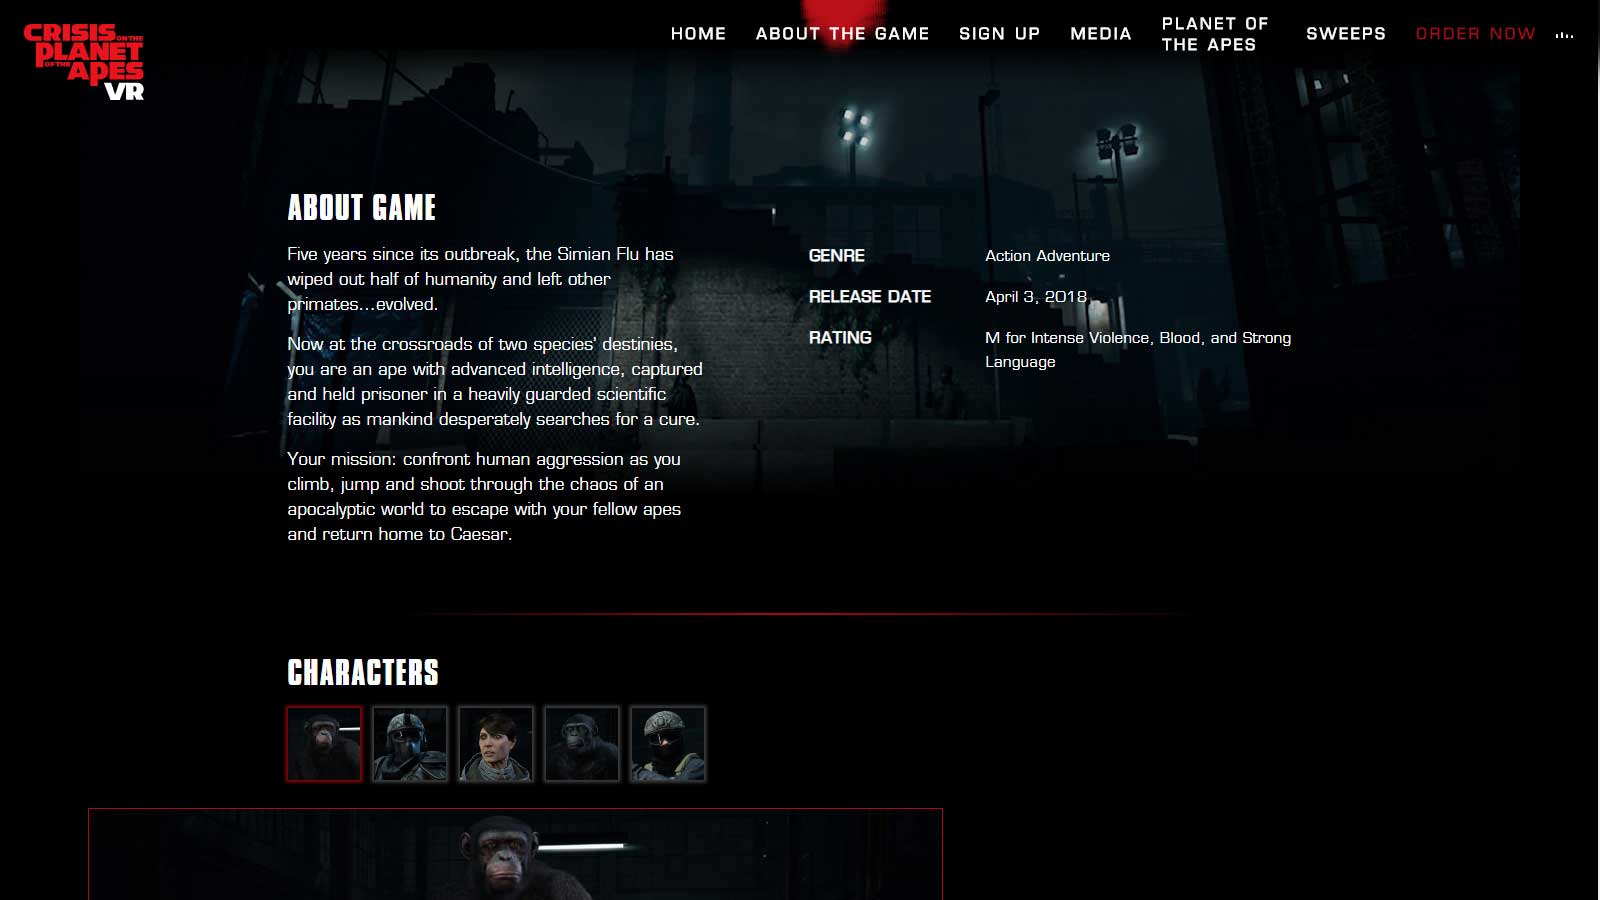 CRISIS ON THE
PLANET
OF THE APES
VR
HOME
ABOUT THE GAME
SIGN UP
MEDIA
PLANET OF
THE APES
SWEEPS
ORDER NOW
ABOUT GAME
Five years since its outbreak, the Simian Flu has
wiped out half of humanity and left other
primates...evolved.
Now at the crossroads of two species' destinies,
you are an ape with advanced intelligence, captured
and held prisoner in a heavily guarded scientific
facility as mankind desperately searches for a cure.
Your mission: confront human aggression as you
climb, jump and shoot through the chaos of an
apocalyptic world to escape with your fellow apes
and return home to Caesar.
GENRE
Action Adventure
RELEASE DATE
April 3, 2018
RATING
M for Intense Violence, Blood, and Strong
Language
CHARACTERS